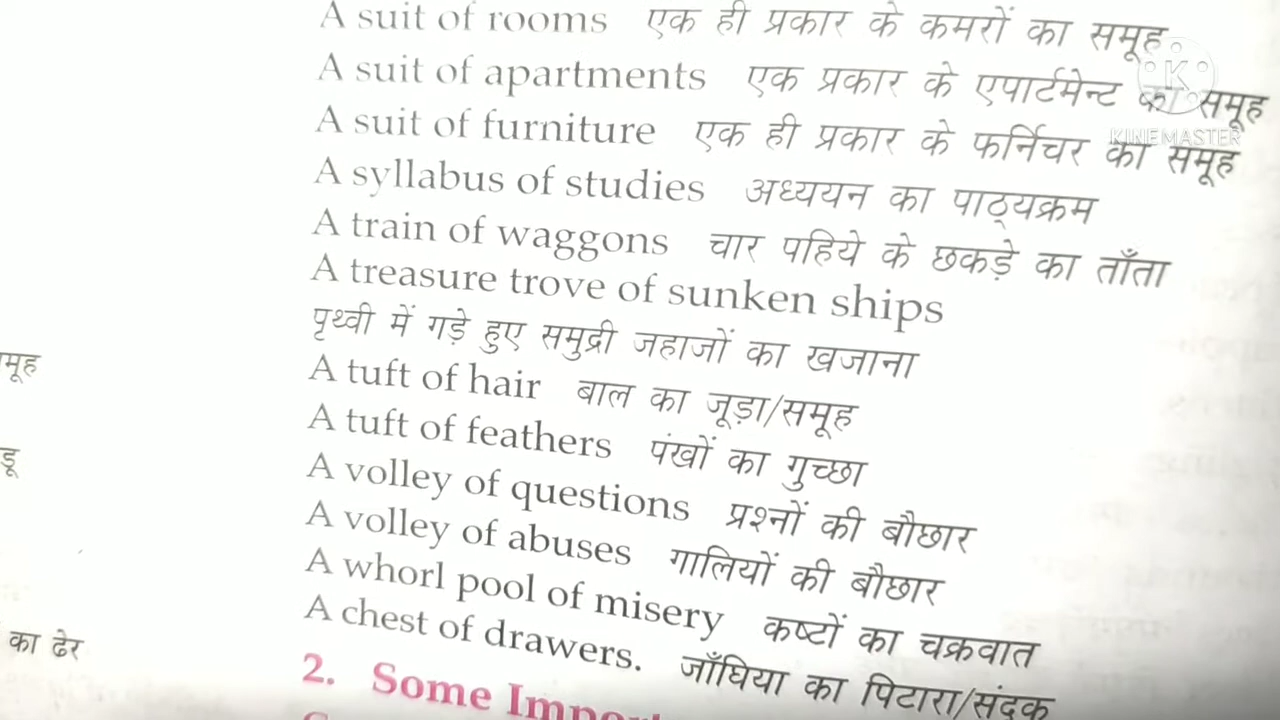 A suit of rooms एक ही प्रकार के कमरों का समूह
A suit of apartments एक प्रकार के एपार्टमेन्ट का समूह
A suit of furniture एक ही प्रकार के फर्निचर का समूह
A syllabus of studies अध्ययन का पाठ्यक्रम
A train of waggons चार पहिये के छकड़े का ताँता
A treasure trove of sunken ships
पृथ्वी में गड़े हुए समुद्री जहाजों का खजाना
A tuft of hair बाल का जूड़ा/समूह
A tuft of feathers पंखों का गुच्छा
A volley of questions प्रश्नों की बौछार
A volley of abuses गालियों की बौछार
A whorl pool of misery कष्टों का चक्रवात
A chest of drawers. जाँघिया का पिटारा/संदूक
2. Some
का ढेर
KINEMASTER